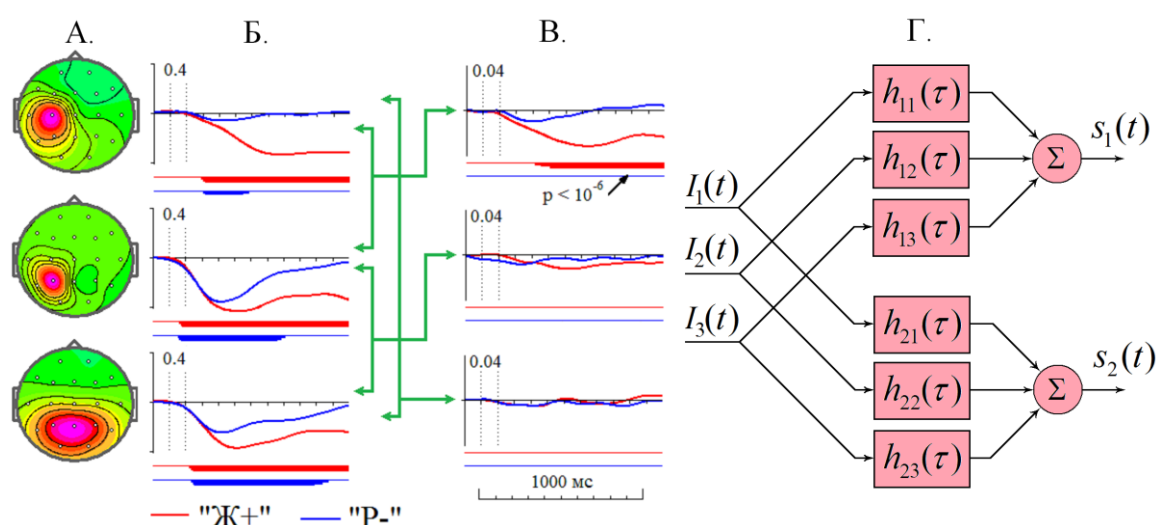 А.
Б.
В.
Г.
0.4
0.04
p < 10⁻⁶
0.4
0.04
0.4
0.04
1000 мс
"Ж+" "Р-"
I₁(t)
I₂(t)
I₃(t)
h₁₁(τ)
h₁₂(τ)
h₁₃(τ)
Σ
s₁(t)
h₂₁(τ)
h₂₂(τ)
h₂₃(τ)
Σ
s₂(t)